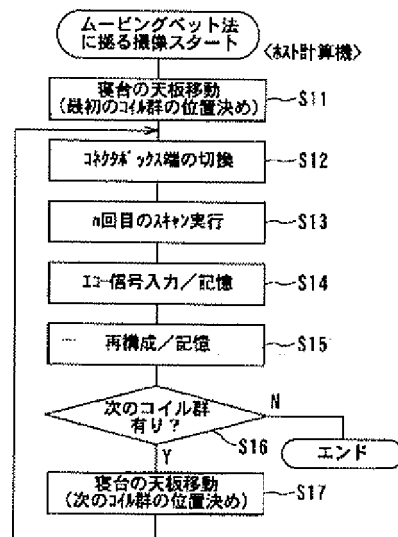 ムービングベット法
に拠る撮像スタート
〈ホスト計算機〉
寝台の天板移動
(最初のコイル群の位置決め)
S11
コネクタボックス端の切換
S12
n回目のスキャン実行
S13
エコー信号入力/記憶
S14
再構成/記憶
S15
次のコイル群
有り?
N
S16
エンド
Y
寝台の天板移動
(次のコイル群の位置決め)
S17